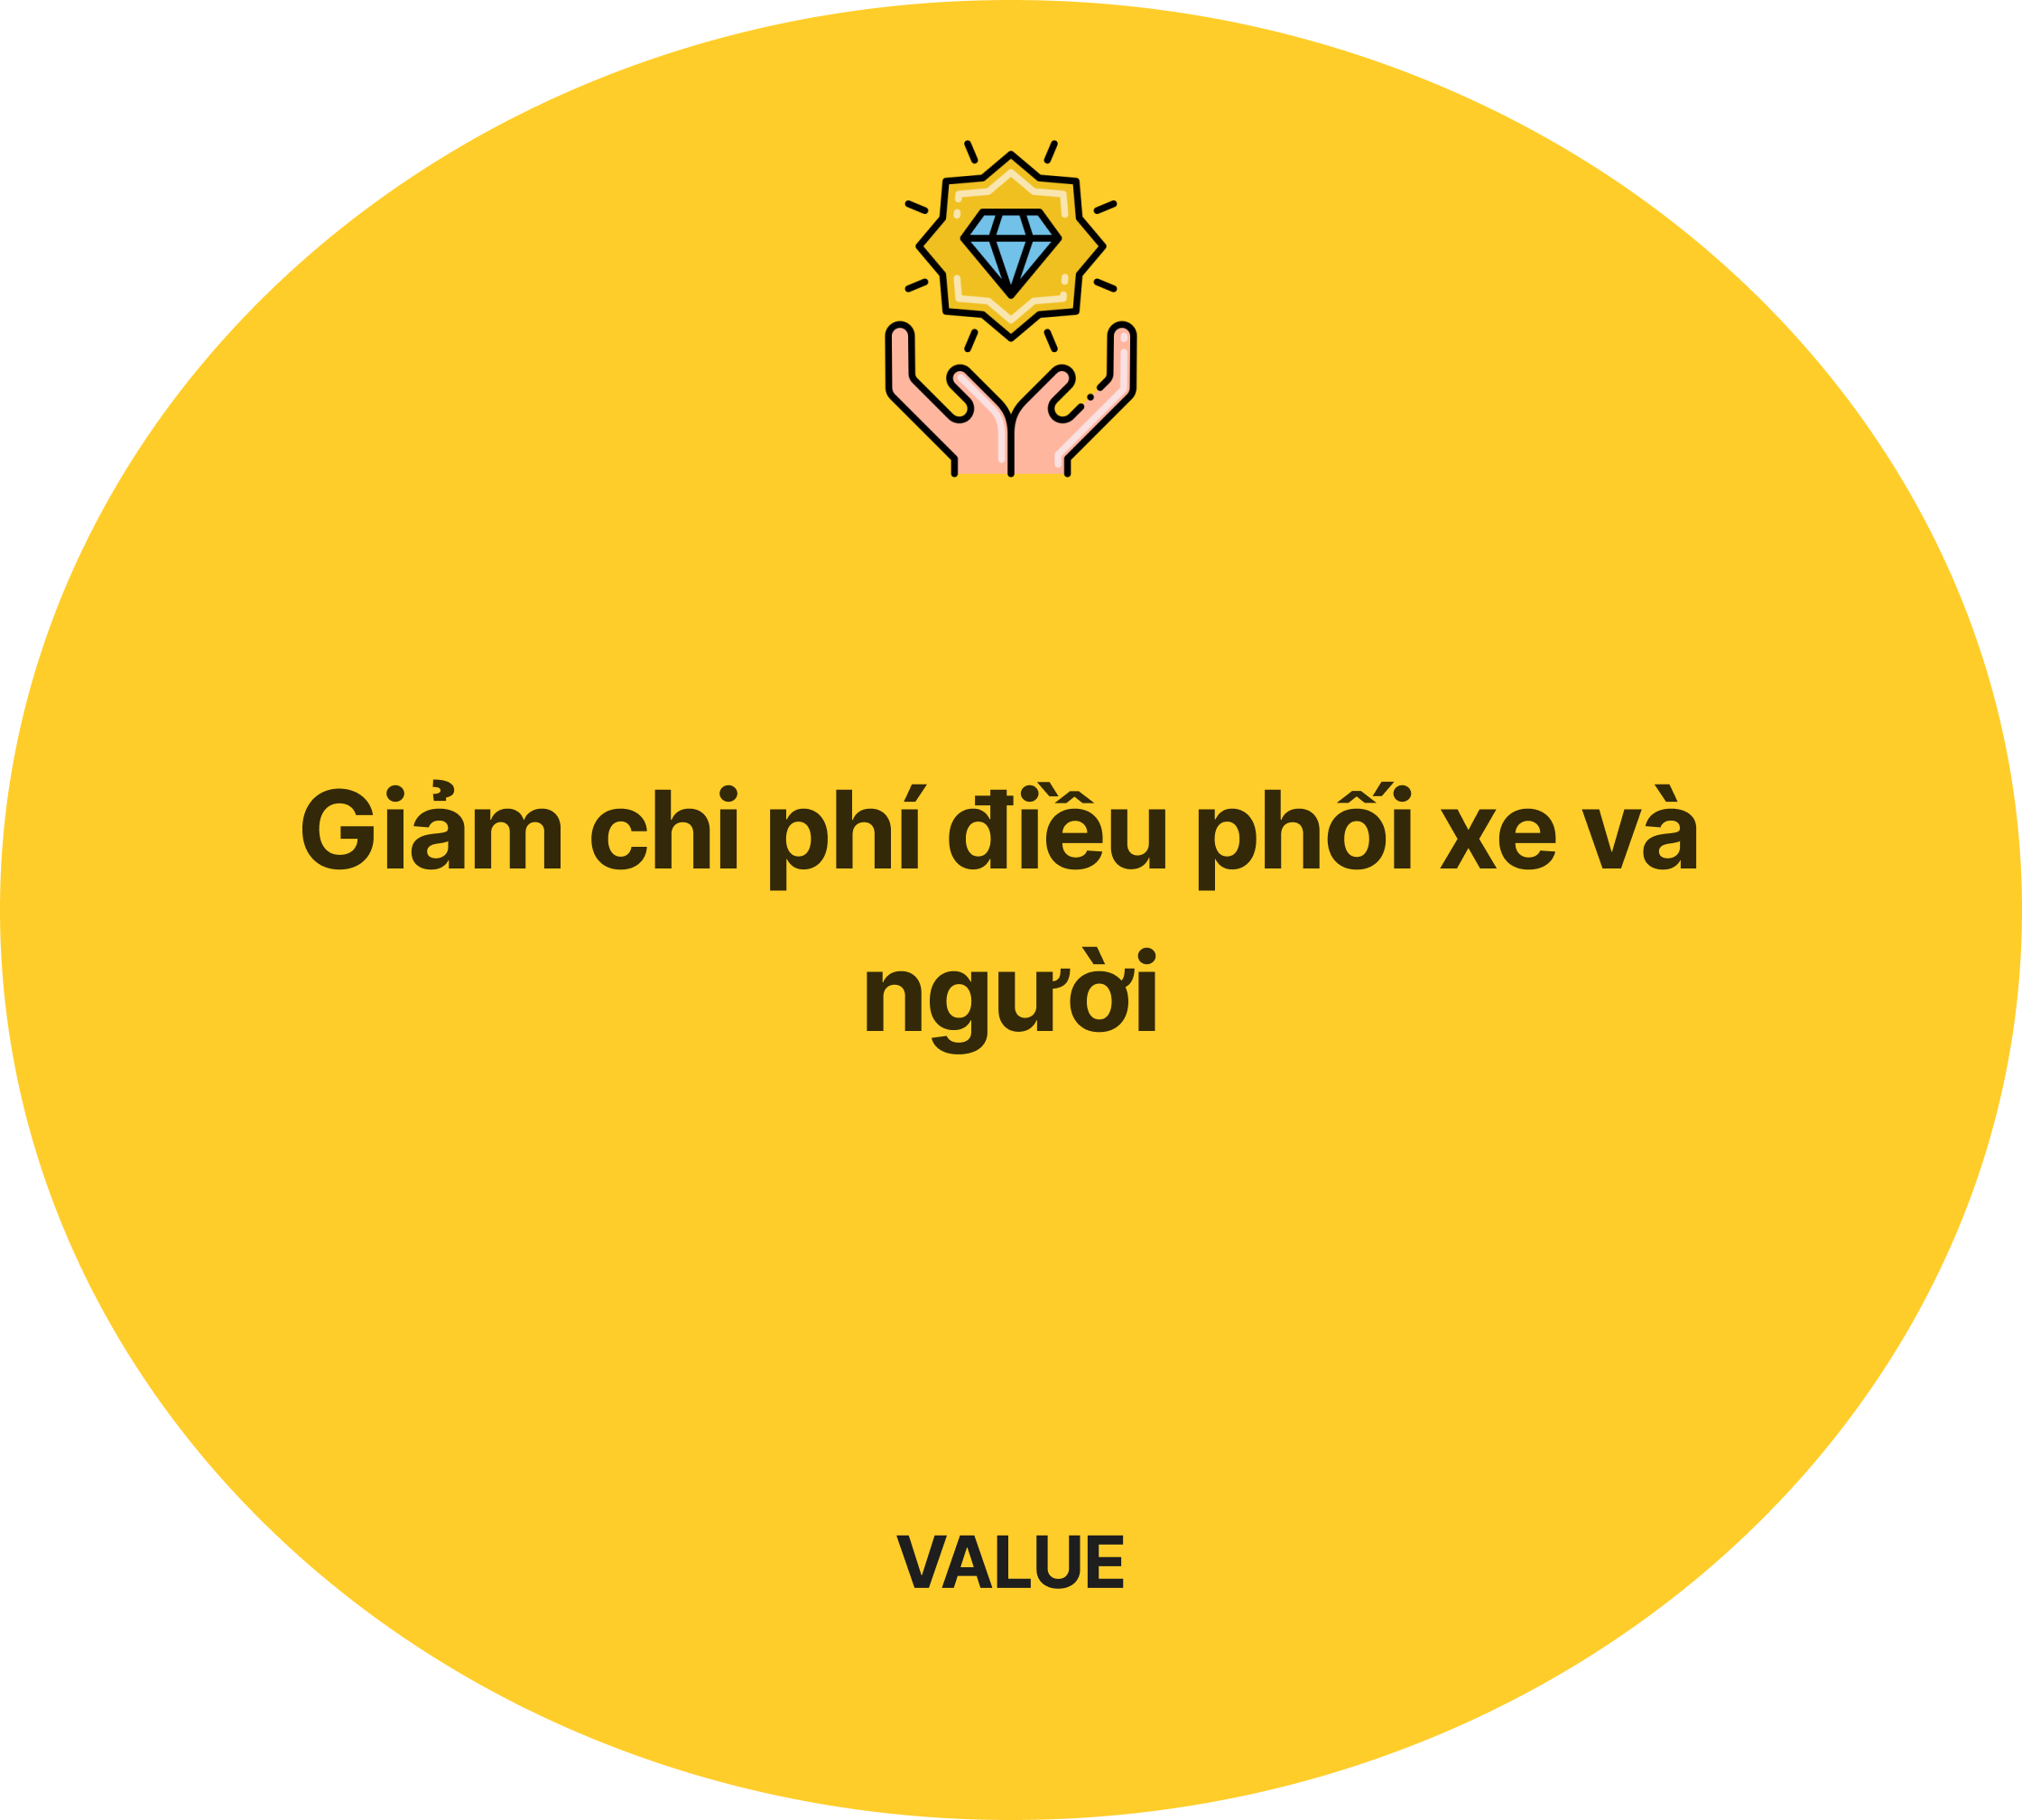 Giảm chi phí điều phối xe và
người
VALUE